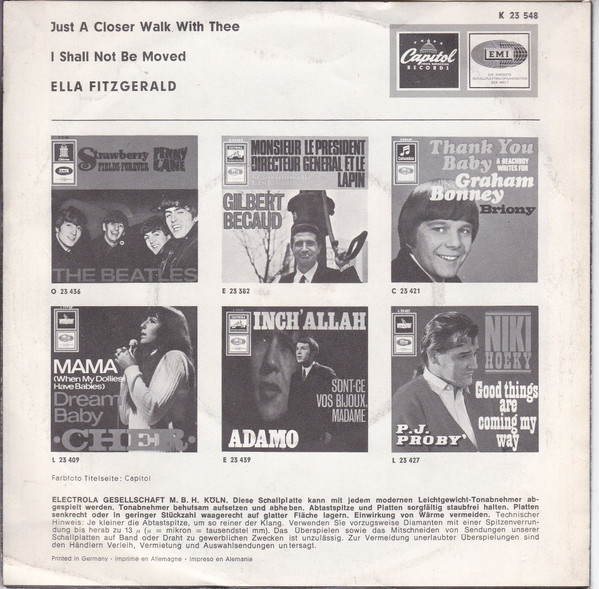 K 23 548
Just A Closer Walk With Thee
I Shall Not Be Moved
ELLA FITZGERALD
Capitol
RECORDS
EMI
DIE GRÖSSTE
SCHALLPLATTEN-ORGANISATION
DER WELT
Strawberry
FIELDS FOREVER
PENNY
LANE
THE BEATLES
O 23 436
MONSIEUR LE PRESIDENT
DIRECTEUR GENERAL ET LE
LAPIN
GILBERT
BECAUD
E 23 382
Thank You
Baby
A BEACHBOY
WRITES FOR
Graham
Bonney
Briony
C 23 421
MAMA
(When My Dollies
Have Babies)
Dream
Baby
·CHER·
L 23 409
INCH'ALLAH
SONT-CE
VOS BIJOUX,
MADAME
ADAMO
E 23 439
NIKI
HOEKY
Good things
are
coming my
way
P.J.
PROBY
L 23 427
Farbfoto Titelseite: Capitol
ELECTROLA GESELLSCHAFT M. B. H. KÖLN. Diese Schallplatte kann mit jedem modernen Leichtgewicht-Tonabnehmer ab-
gespielt werden. Tonabnehmer behutsam aufsetzen und abheben. Abtastspitze und Platten sorgfältig staubfrei halten. Platten
senkrecht oder in geringer Stückzahl waagerecht auf glatter Fläche lagern. Einwirkung von Wärme vermeiden. Technischer
Hinweis: Je kleiner die Abtastspitze, um so reiner der Klang. Verwenden Sie vorzugsweise Diamanten mit einer Spitzenverrun-
dung bis herab zu 13 µ (µ = mikron = tausendstel mm). Das Überspielen sowie das Mitschneiden von Sendungen unserer
Schallplatten auf Band oder Draht zu gewerblichen Zwecken ist unzulässig. Zur Vermeidung unerlaubter Überspielungen sind
den Händlern Verleih, Vermietung und Auswahlsendungen untersagt.
Printed in Germany · Imprimé en Allemagne · Impreso en Alemania